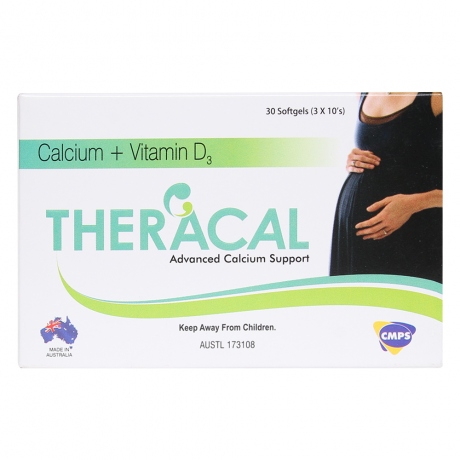 30 Softgels (3 X 10's)
Calcium + Vitamin D3
THERACAL
Advanced Calcium Support
Keep Away From Children.
AUSTL 173108
MADE IN
AUSTRALIA
CMPS